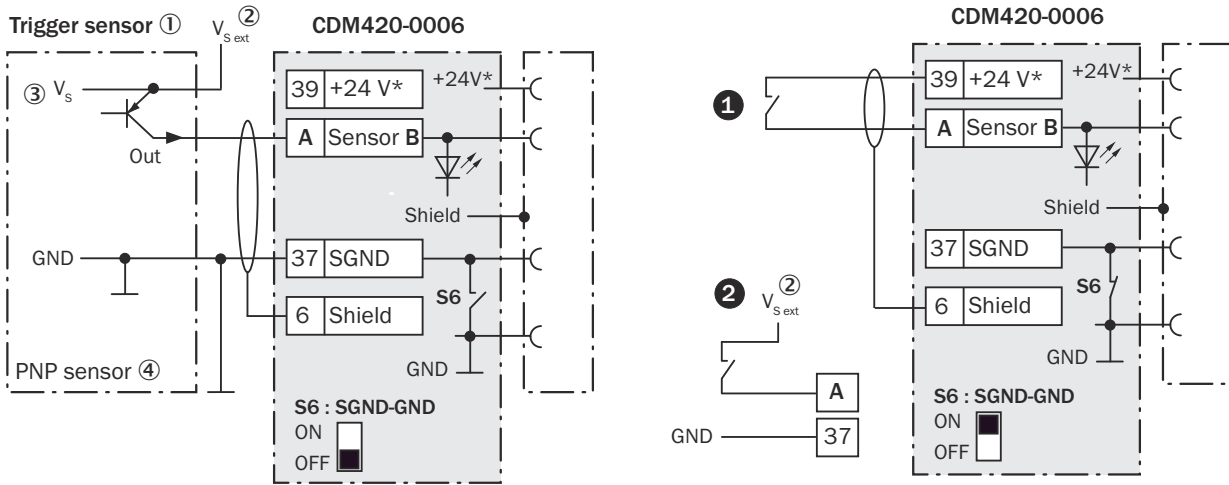 Trigger sensor ①
V S ext ②
CDM420-0006
③ V S
39 +24 V*
+24V*
A Sensor B
Out
Shield
GND
37 SGND
S6
6 Shield
GND
PNP sensor ④
S6 : SGND-GND
ON
OFF
CDM420-0006
39 +24 V*
+24V*
❶
A Sensor B
Shield
37 SGND
S6
❷ V S ext ②
6 Shield
GND
A
GND
37
S6 : SGND-GND
ON
OFF